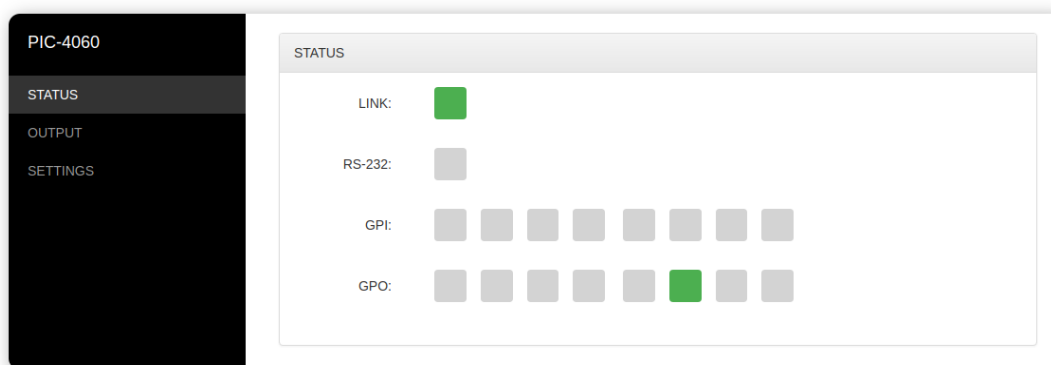 PIC-4060
STATUS
OUTPUT
SETTINGS
STATUS
LINK:
RS-232:
GPI:
GPO: